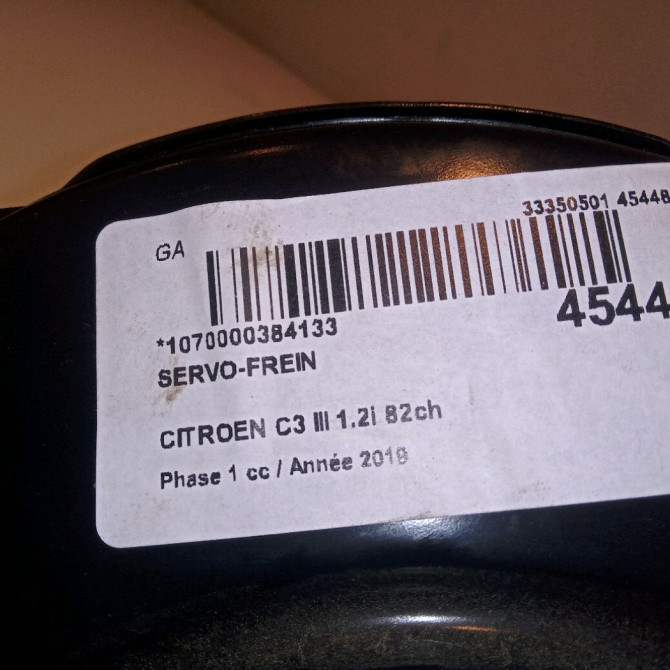 33350501 45448
GA
4544
*1070000384133
SERVO-FREIN
CITROEN C3 III 1.2i 82ch
Phase 1 cc / Année 2018